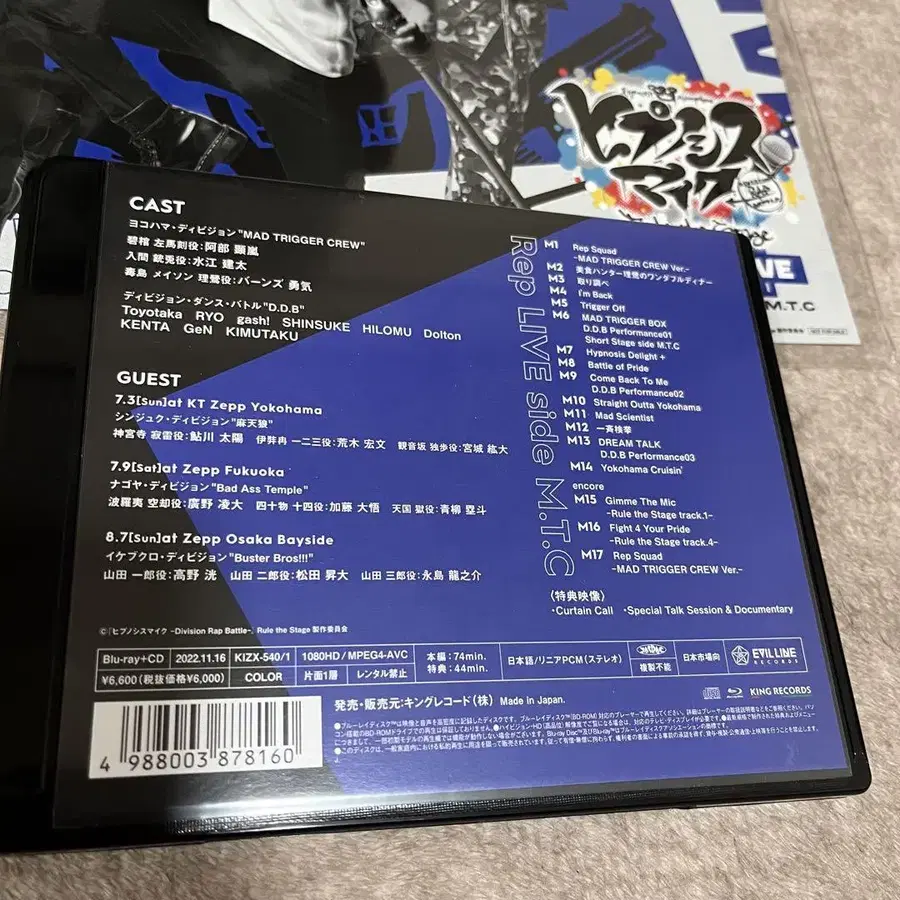 ヒプノシス
マイク
Stage
IVE
M.T.C
CAST
ヨコハマ・ディビジョン"MAD TRIGGER CREW"
碧棺 左馬刻役:阿部 顕嵐
入間 銃兎役:水江 建太
毒島 メイソン 理鶯役:バーンズ 勇気
ディビジョン・ダンス・バトル"D.D.B"
Toyotaka RYO gash! SHINSUKE HILOMU Dolton
KENTA GeN KIMUTAKU
GUEST
7.3[Sun]at KT Zepp Yokohama
シンジュク・ディビジョン"麻天狼"
神宮寺 寂雷役:鮎川 太陽 伊弉冉 一二三役:荒木 宏文 観音坂 独歩役:宮城 紘大
7.9[Sat]at Zepp Fukuoka
ナゴヤ・ディビジョン"Bad Ass Temple"
波羅夷 空却役:廣野 凌大 四十物 十四役:加藤 大悟 天国 獄役:青柳 塁斗
8.7[Sun]at Zepp Osaka Bayside
イケブクロ・ディビジョン"Buster Bros!!!"
山田 一郎役:高野 洸 山田 二郎役:松田 昇大 山田 三郎役:永島 龍之介
Rep LIVE side M.T.C
M1 Rep Squad
-MAD TRIGGER CREW Ver.-
M2 美食ハンター理鶯のワンダフルディナー
M3 取り調べ
M4 I'm Back
M5 Trigger Off
M6 MAD TRIGGER BOX
D.D.B Performance01
Short Stage side M.T.C
M7 Hypnosis Delight +
M8 Battle of Pride
M9 Come Back To Me
D.D.B Performance02
M10 Straight Outta Yokohama
M11 Mad Scientist
M12 一斉検挙
M13 DREAM TALK
D.D.B Performance03
M14 Yokohama Cruisin'
encore
M15 Gimme The Mic
-Rule the Stage track.1-
M16 Fight 4 Your Pride
-Rule the Stage track.4-
M17 Rep Squad
-MAD TRIGGER CREW Ver.-
〈特典映像〉
・Curtain Call ・Special Talk Session & Documentary
©『ヒプノシスマイク -Division Rap Battle-』Rule the Stage 製作委員会
Blu-ray+CD 2022.11.16 KIZX-540/1 1080HD/MPEG4-AVC 本編:74min. 特典:44min. 日本語/リニアPCM(ステレオ) 複製不能 日本市場向 EVIL LINE RECORDS
¥6,600(税抜価格¥6,000) COLOR 片面1層 レンタル禁止
発売・販売元:キングレコード(株) Made in Japan.
KING RECORDS
4 988003 878160